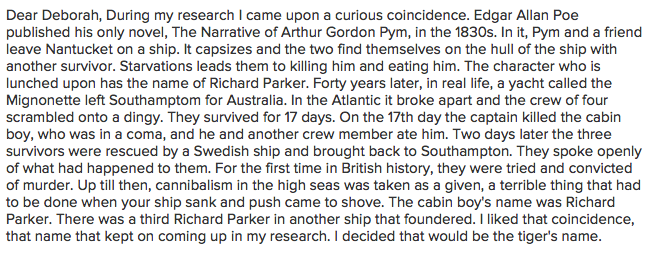 Dear Deborah, During my research I came upon a curious coincidence. Edgar Allan Poe
published his only novel, The Narrative of Arthur Gordon Pym, in the 1830s. In it, Pym and a friend
leave Nantucket on a ship. It capsizes and the two find themselves on the hull of the ship with
another survivor. Starvations leads them to killing him and eating him. The character who is
lunched upon has the name of Richard Parker. Forty years later, in real life, a yacht called the
Mignonette left Southamptom for Australia. In the Atlantic it broke apart and the crew of four
scrambled onto a dingy. They survived for 17 days. On the 17th day the captain killed the cabin
boy, who was in a coma, and he and another crew member ate him. Two days later the three
survivors were rescued by a Swedish ship and brought back to Southampton. They spoke openly
of what had happened to them. For the first time in British history, they were tried and convicted
of murder. Up till then, cannibalism in the high seas was taken as a given, a terrible thing that had
to be done when your ship sank and push came to shove. The cabin boy's name was Richard
Parker. There was a third Richard Parker in another ship that foundered. I liked that coincidence,
that name that kept on coming up in my research. I decided that would be the tiger's name.